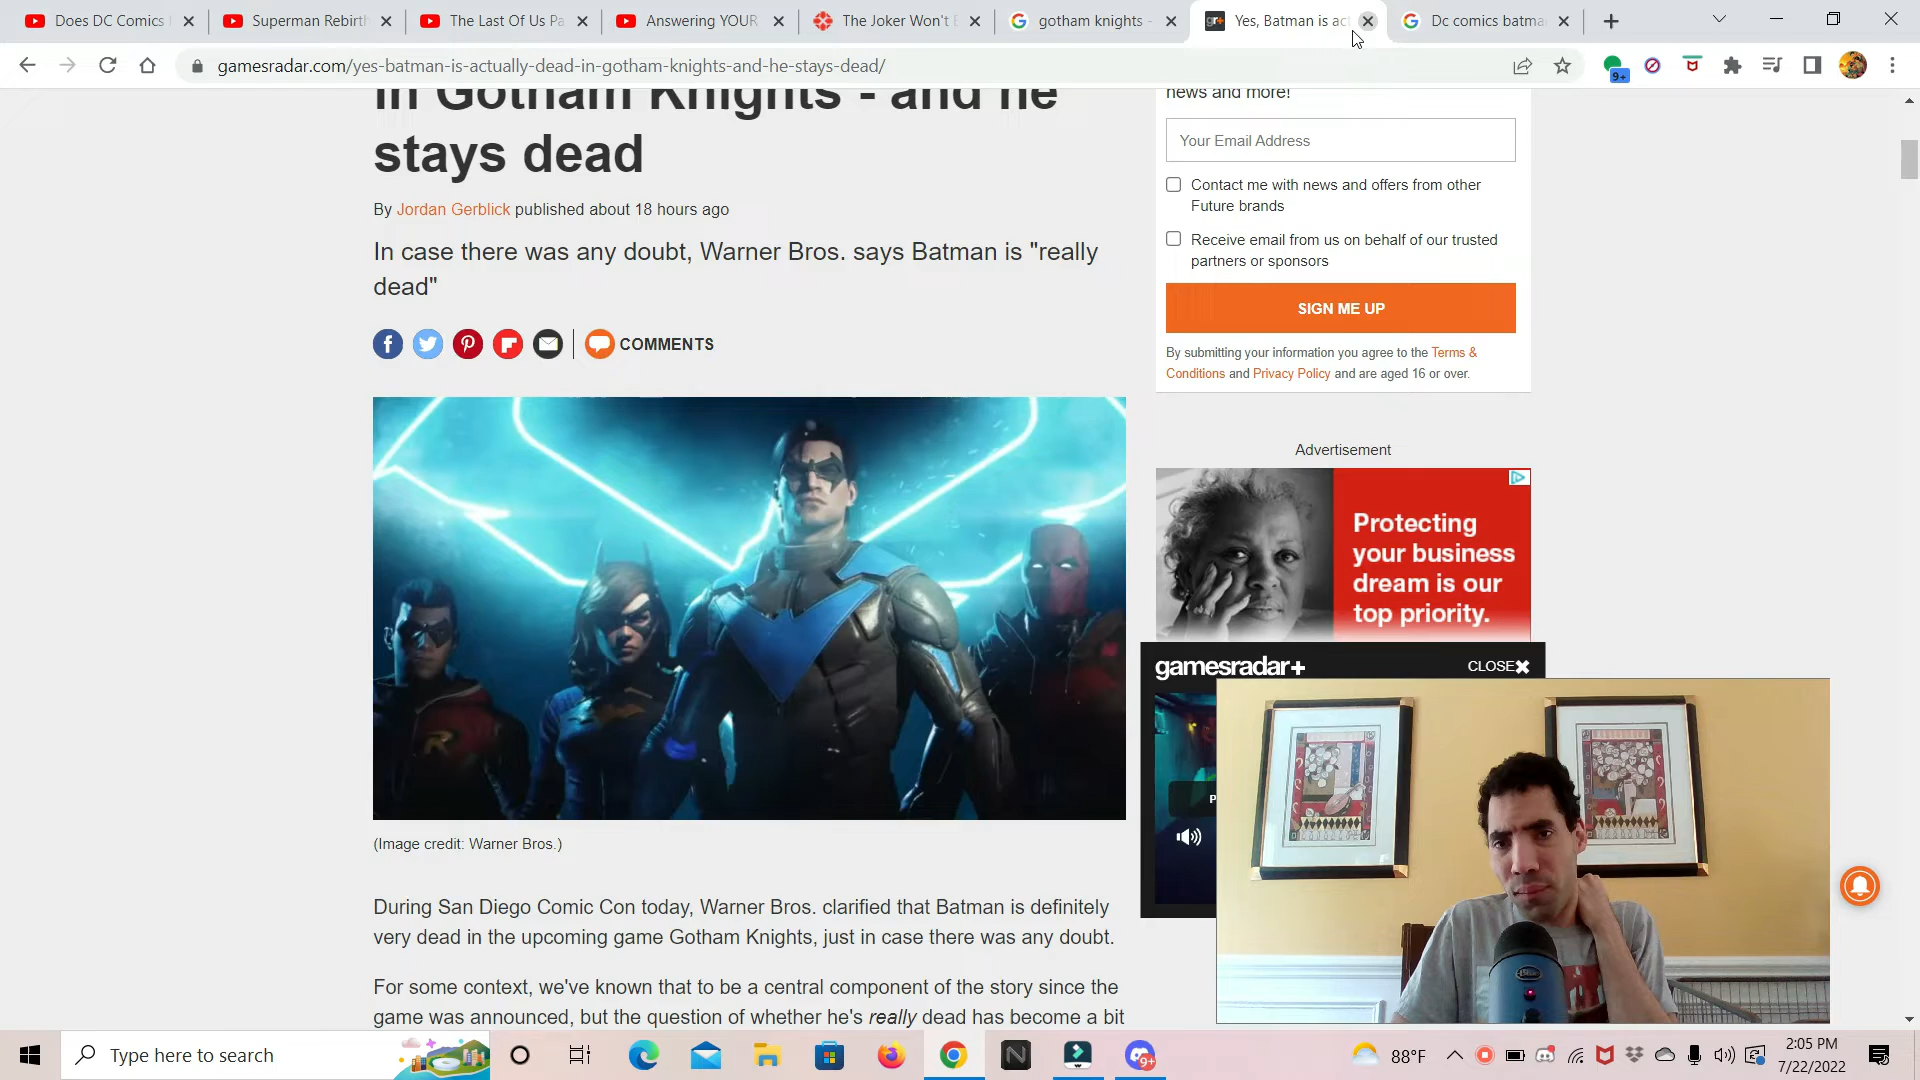 Does DC Comics
Superman Rebirth
The Last Of Us Pa
Answering YOUR
The Joker Won't
gotham knights -
Yes, Batman is ac
Dc comics batma
gamesradar.com/yes-batman-is-actually-dead-in-gotham-knights-and-he-stays-dead/
9+
in Gotham Knights - and he
stays dead
By Jordan Gerblick published about 18 hours ago
In case there was any doubt, Warner Bros. says Batman is "really
dead"
COMMENTS
(Image credit: Warner Bros.)
During San Diego Comic Con today, Warner Bros. clarified that Batman is definitely
very dead in the upcoming game Gotham Knights, just in case there was any doubt.
For some context, we've known that to be a central component of the story since the
game was announced, but the question of whether he's really dead has become a bit
news and more!
Your Email Address
Contact me with news and offers from other
Future brands
Receive email from us on behalf of our trusted
partners or sponsors
SIGN ME UP
By submitting your information you agree to the Terms &
Conditions and Privacy Policy and are aged 16 or over.
Advertisement
Protecting
your business
dream is our
top priority.
gamesradar+
CLOSE
Type here to search
9+
88°F
2:05 PM
7/22/2022